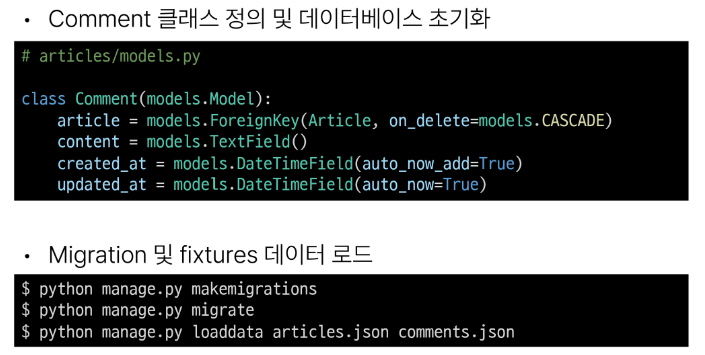 • Comment 클래스 정의 및 데이터베이스 초기화
# articles/models.py
class Comment(models.Model):
    article = models.ForeignKey(Article, on_delete=models.CASCADE)
    content = models.TextField()
    created_at = models.DateTimeField(auto_now_add=True)
    updated_at = models.DateTimeField(auto_now=True)
• Migration 및 fixtures 데이터 로드
$ python manage.py makemigrations
$ python manage.py migrate
$ python manage.py loaddata articles.json comments.json